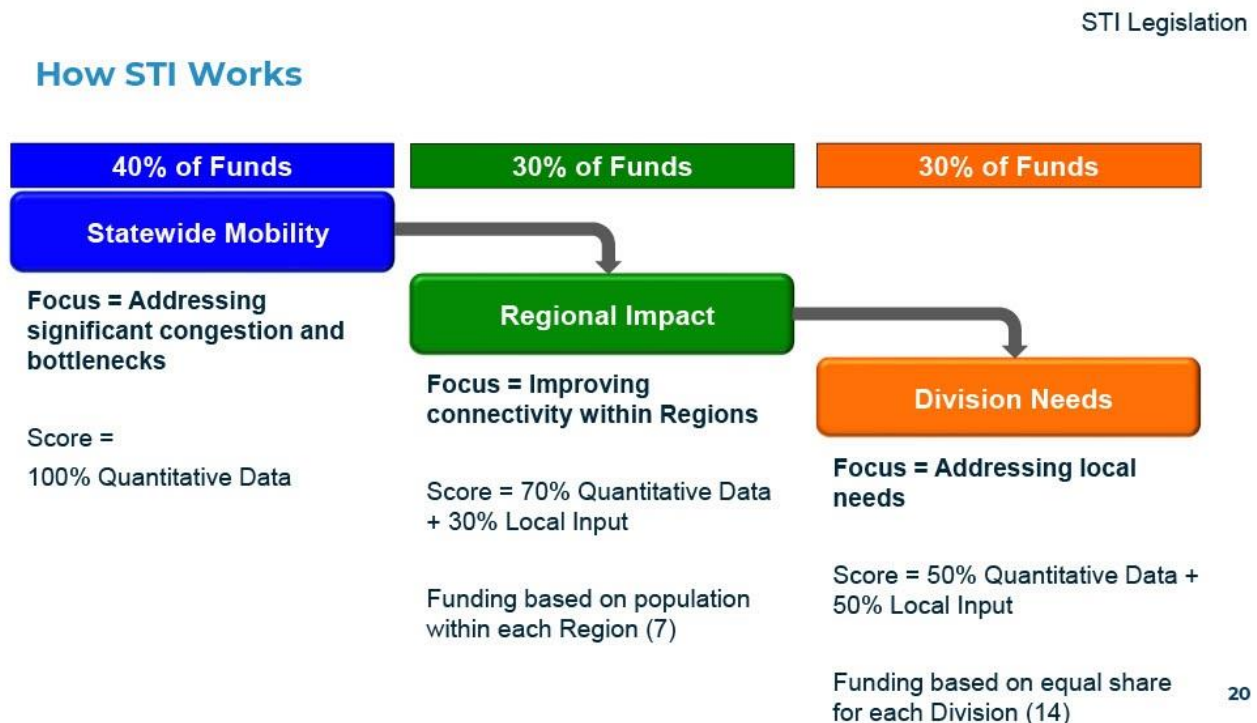 STI Legislation
How STI Works
40% of Funds
Statewide Mobility
Focus = Addressing
significant congestion and
bottlenecks
Score =
100% Quantitative Data
30% of Funds
Regional Impact
Focus = Improving
connectivity within Regions
Score = 70% Quantitative Data
+ 30% Local Input
Funding based on population
within each Region (7)
30% of Funds
Division Needs
Focus = Addressing local
needs
Score = 50% Quantitative Data +
50% Local Input
Funding based on equal share
for each Division (14)
20